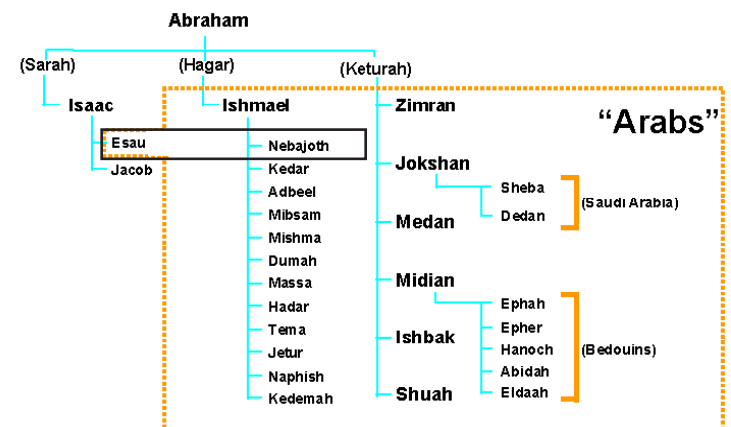 Abraham
(Sarah)
(Hagar)
(Keturah)
Isaac
Ishmael
Zimran
“Arabs”
Esau
Nebajoth
Jacob
Kedar
Jokshan
Adbeel
Sheba
(Saudi Arabia)
Mibsam
Dedan
Medan
Mishma
Dumah
Midian
Massa
Hadar
Ephah
Tema
Epher
Ishbak
Jetur
Hanoch
(Bedouins)
Naphish
Abidah
Shuah
Kedemah
Eldaah